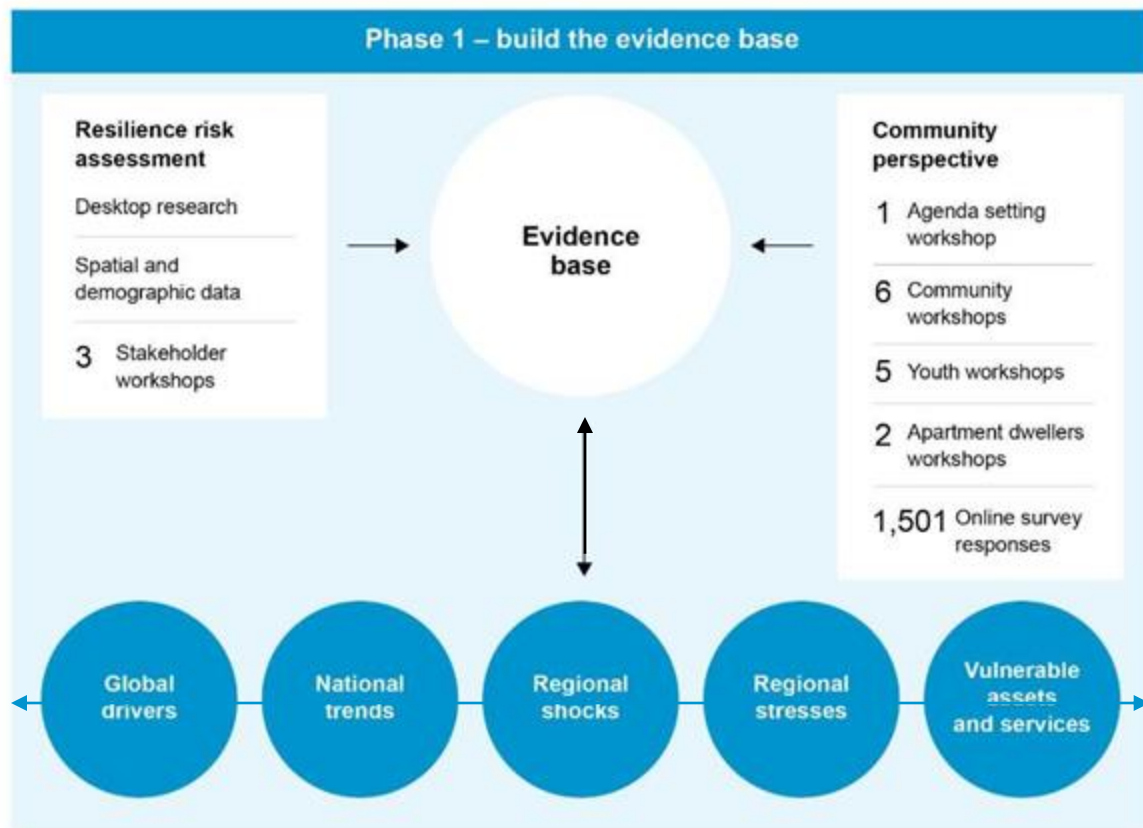 Phase 1 – build the evidence base
Resilience risk
assessment
Desktop research
Spatial and
demographic data
3 Stakeholder
workshops
Evidence
base
Community
perspective
1 Agenda setting
workshop
6 Community
workshops
5 Youth workshops
2 Apartment dwellers
workshops
1,501 Online survey
responses
Global
drivers
National
trends
Regional
shocks
Regional
stresses
Vulnerable
assets
and services